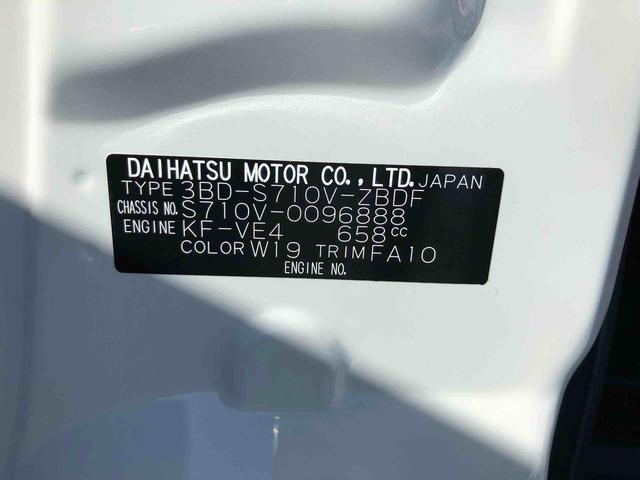 DAIHATSU MOTOR CO., LTD. JAPAN
TYPE 3BD-S710V-ZBDF
CHASSIS NO. S710V-0096888
ENGINE KF-VE4 658cc
COLOR W19 TRIM FA10
ENGINE NO.